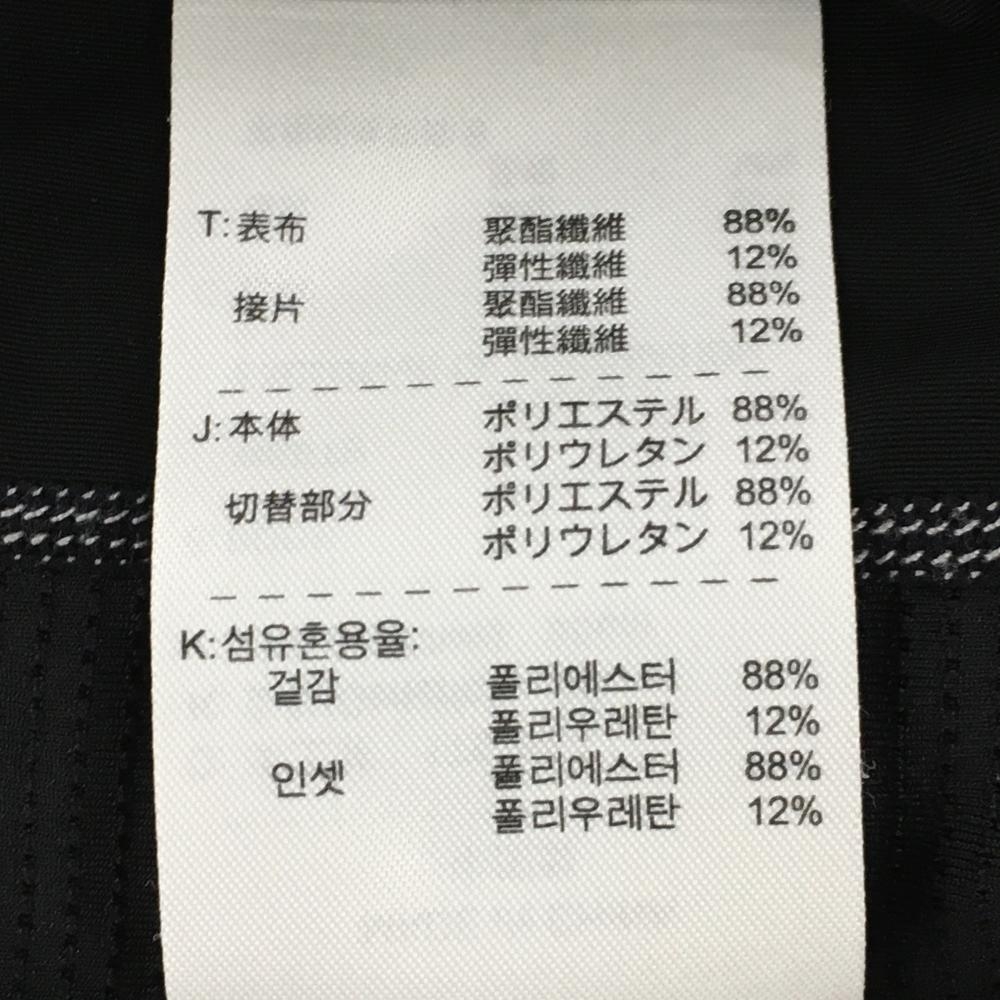 T:表布 聚酯纖維 88%
彈性纖維 12%
接片 聚酯纖維 88%
彈性纖維 12%
J:本体 ポリエステル 88%
ポリウレタン 12%
切替部分 ポリエステル 88%
ポリウレタン 12%
K:섬유혼용율:
겉감 폴리에스터 88%
폴리우레탄 12%
인셋 폴리에스터 88%
폴리우레탄 12%